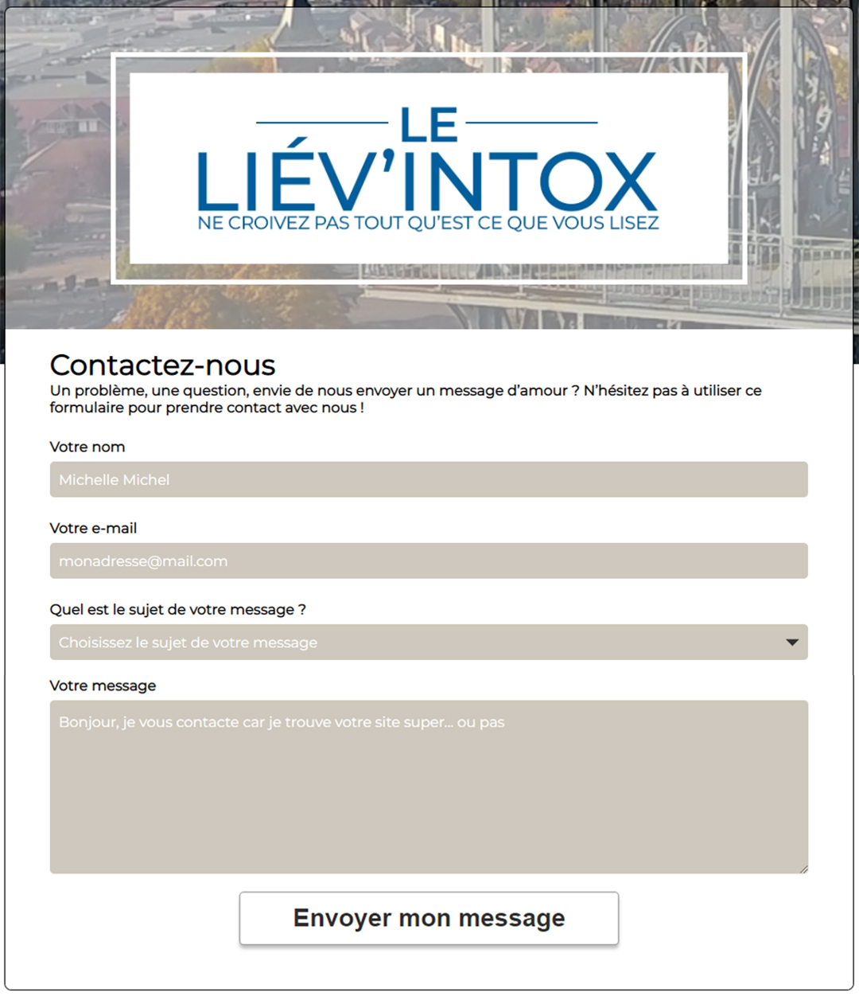 LE
LIÉV’INTOX
NE CROIVEZ PAS TOUT QU’EST CE QUE VOUS LISEZ
Contactez-nous
Un problème, une question, envie de nous envoyer un message d’amour ? N’hésitez pas à utiliser ce
formulaire pour prendre contact avec nous !
Votre nom
Michelle Michel
Votre e-mail
monadresse@mail.com
Quel est le sujet de votre message ?
Choisissez le sujet de votre message
Votre message
Bonjour, je vous contacte car je trouve votre site super... ou pas
Envoyer mon message